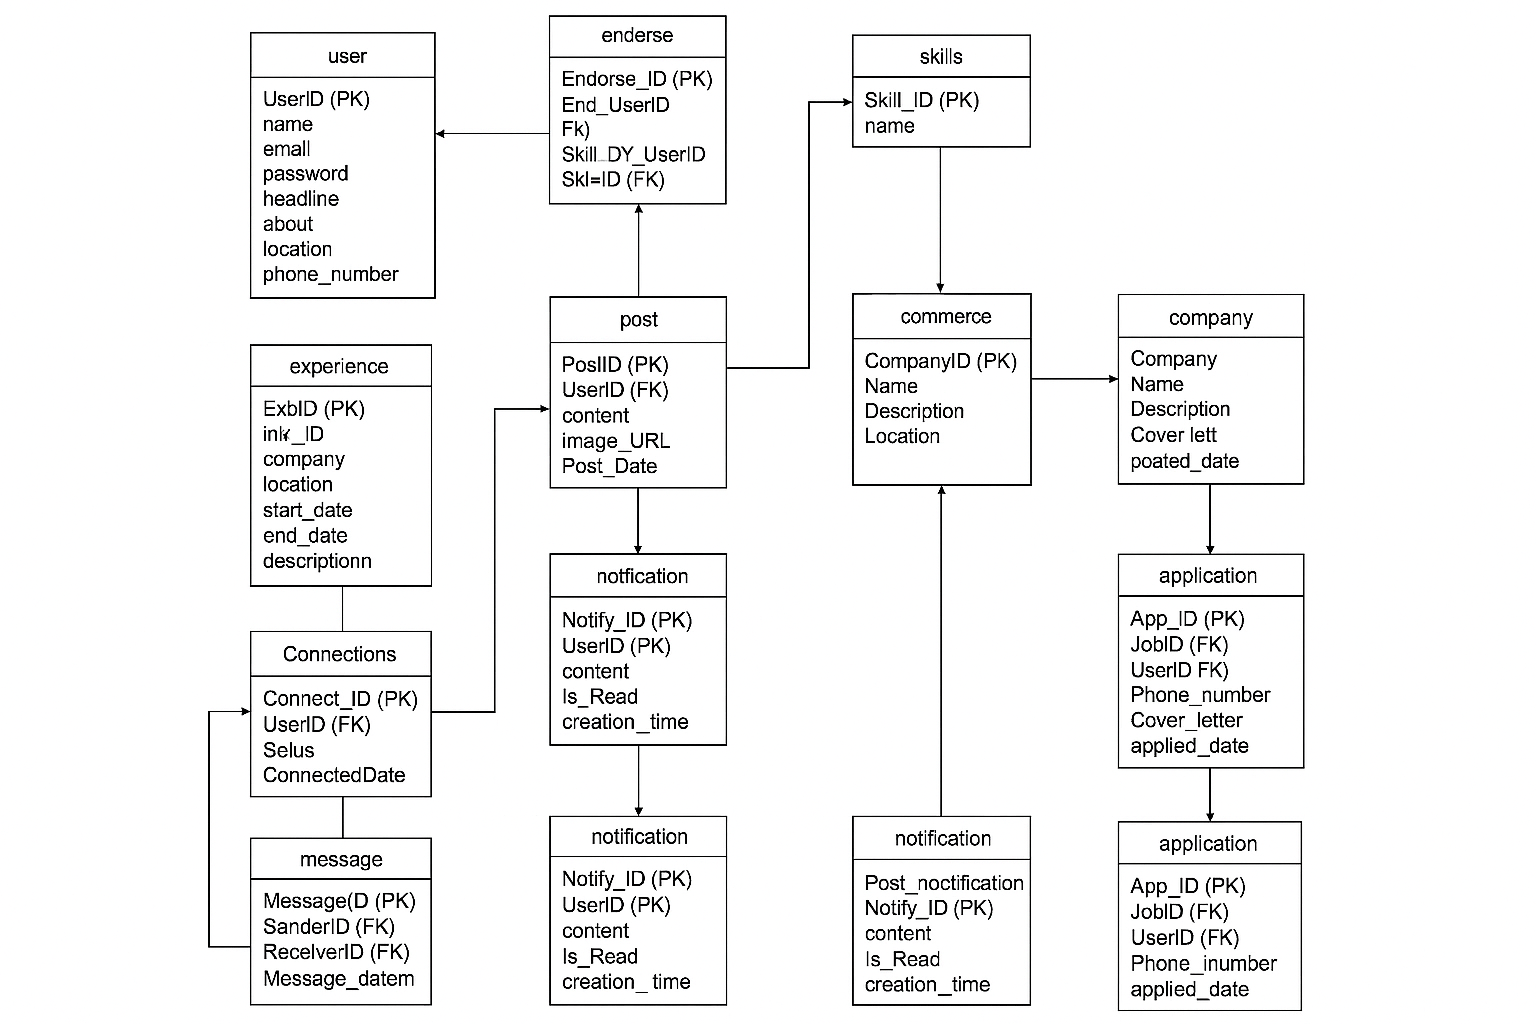 user
UserID (PK)
name
emall
password
headline
about
location
phone_number
enderse
Endorse_ID (PK)
End_UserID
Fk)
Skill_DY_UserID
Skl=ID (FK)
skills
Skill_ID (PK)
name
experience
ExbID (PK)
ink_ID
company
location
start_date
end_date
descriptionn
post
PoslID (PK)
UserID (FK)
content
image_URL
Post_Date
commerce
CompanyID (PK)
Name
Description
Location
company
Company
Name
Description
Cover lett
poated_date
Connections
Connect_ID (PK)
UserID (FK)
Selus
ConnectedDate
notfication
Notify_ID (PK)
UserID (PK)
content
Is_Read
creation_time
application
App_ID (PK)
JobID (FK)
UserID FK)
Phone_number
Cover_letter
applied_date
message
Message(D (PK)
SanderID (FK)
RecelverID (FK)
Message_datem
notification
Notify_ID (PK)
UserID (PK)
content
Is_Read
creation_time
notification
Post_noctification
Notify_ID (PK)
content
Is_Read
creation_time
application
App_ID (PK)
JobID (FK)
UserID (FK)
Phone_inumber
applied_date